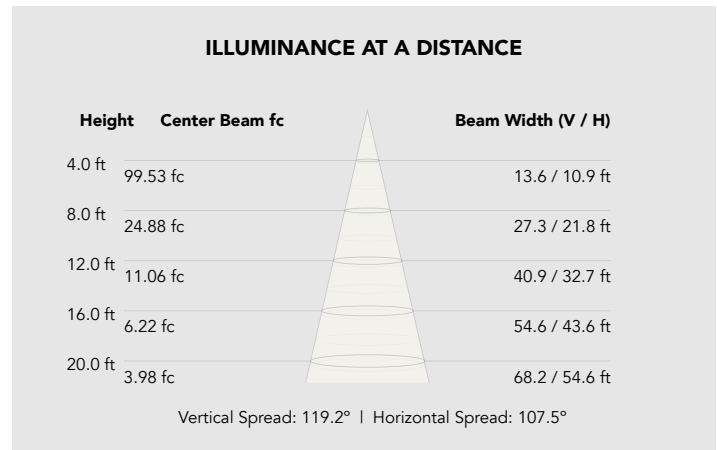 ILLUMINANCE AT A DISTANCE
Height Center Beam fc Beam Width (V / H)
4.0 ft 99.53 fc 13.6 / 10.9 ft
8.0 ft 24.88 fc 27.3 / 21.8 ft
12.0 ft 11.06 fc 40.9 / 32.7 ft
16.0 ft 6.22 fc 54.6 / 43.6 ft
20.0 ft 3.98 fc 68.2 / 54.6 ft
Vertical Spread: 119.2º | Horizontal Spread: 107.5º